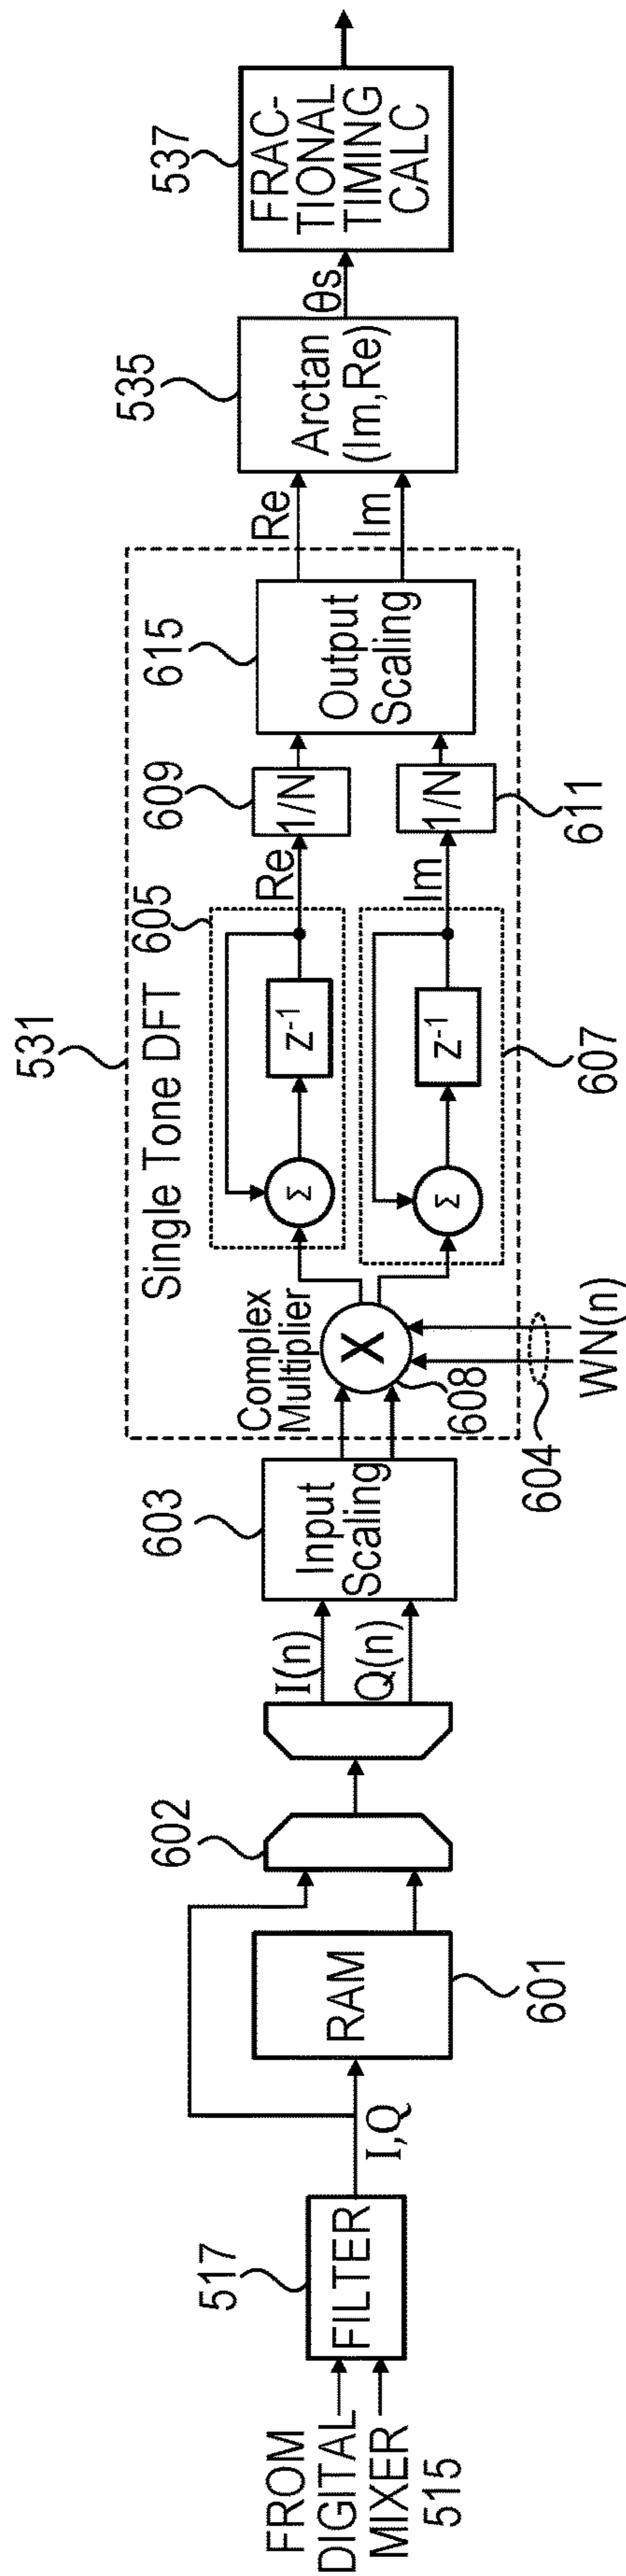 FROM
DIGITAL
MIXER
515
517
FILTER
I,Q
RAM
601
602
I(n)
Q(n)
603
Input
Scaling
531
Single Tone DFT
Complex
Multiplier
X
608
604
WN(n)
605
Σ
Z-1
Re
Σ
Z-1
Im
607
609
1/N
1/N
611
615
Output
Scaling
Re
Im
535
Arctan
(Im,Re)
θs
537
FRAC-
TIONAL
TIMING
CALC